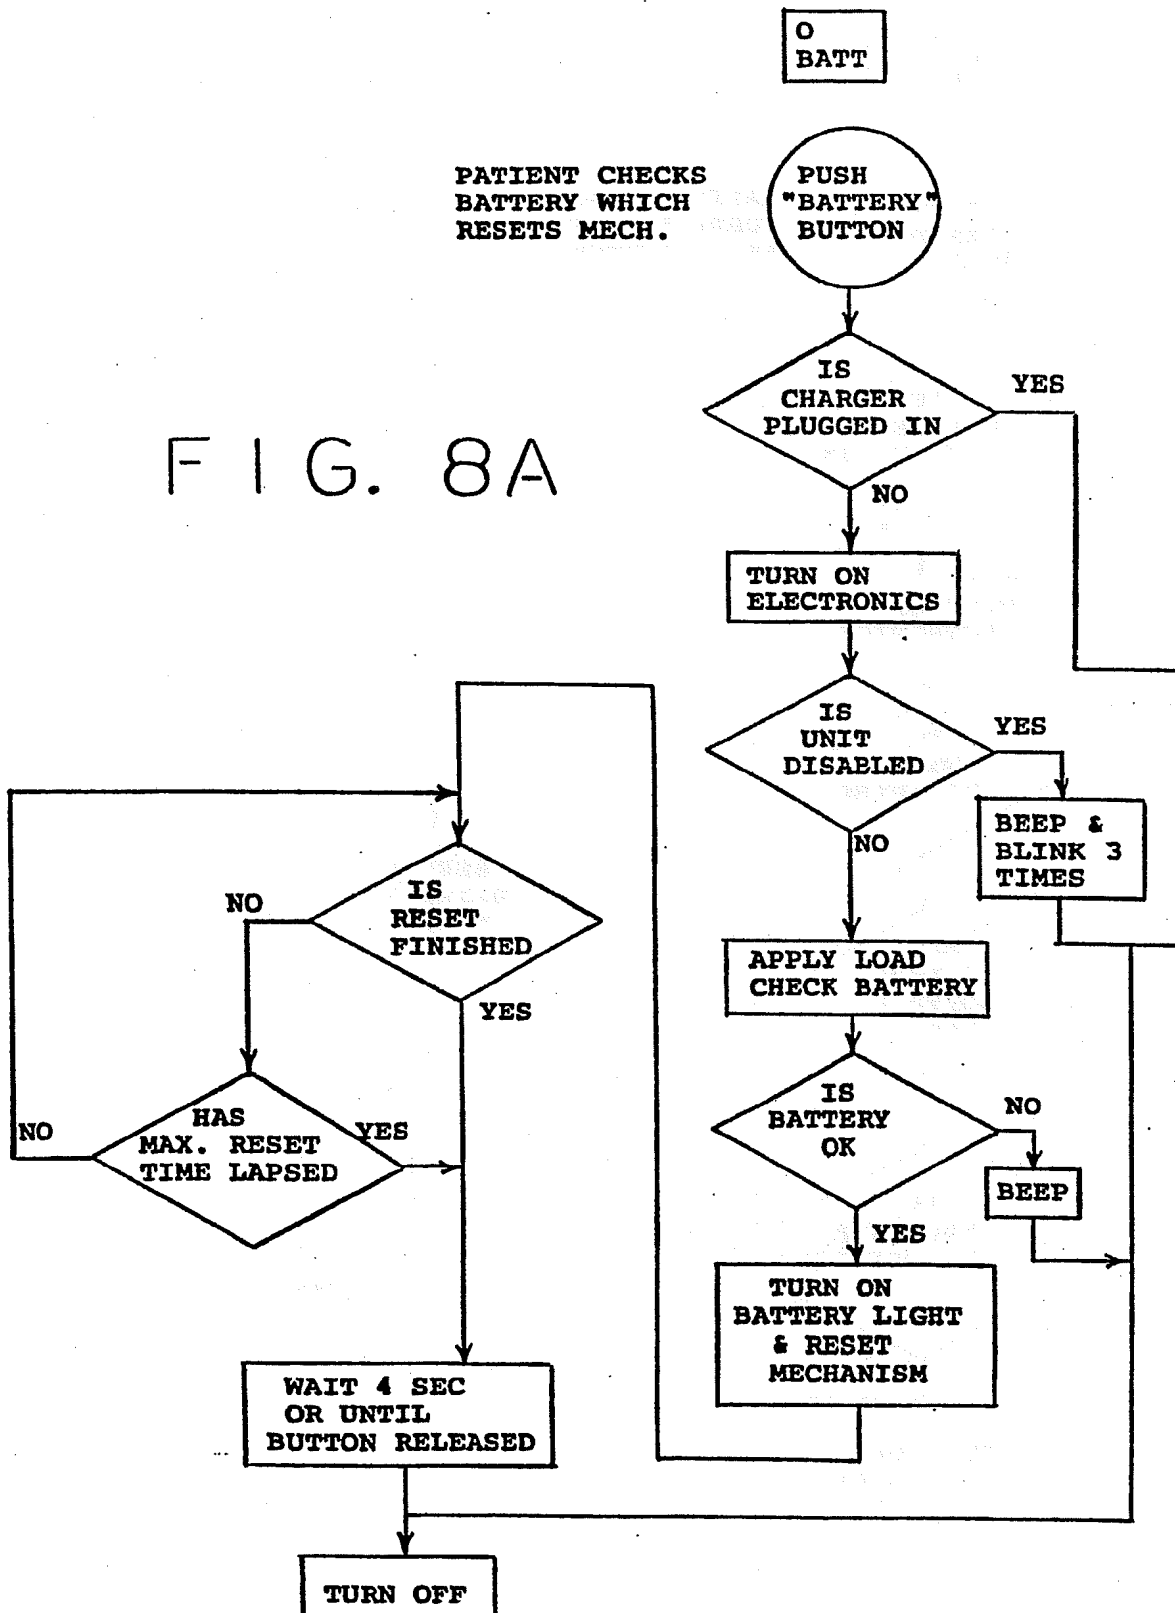 O
BATT
PATIENT CHECKS
BATTERY WHICH
RESETS MECH.
PUSH
"BATTERY"
BUTTON
IS
CHARGER
PLUGGED IN
YES
NO
FIG. 8A
TURN ON
ELECTRONICS
IS
UNIT
DISABLED
YES
NO
BEEP &
BLINK 3
TIMES
IS
RESET
FINISHED
NO
YES
APPLY LOAD
CHECK BATTERY
HAS
MAX. RESET
TIME LAPSED
NO
YES
IS
BATTERY
OK
NO
BEEP
YES
TURN ON
BATTERY LIGHT
& RESET
MECHANISM
WAIT 4 SEC
OR UNTIL
BUTTON RELEASED
TURN OFF